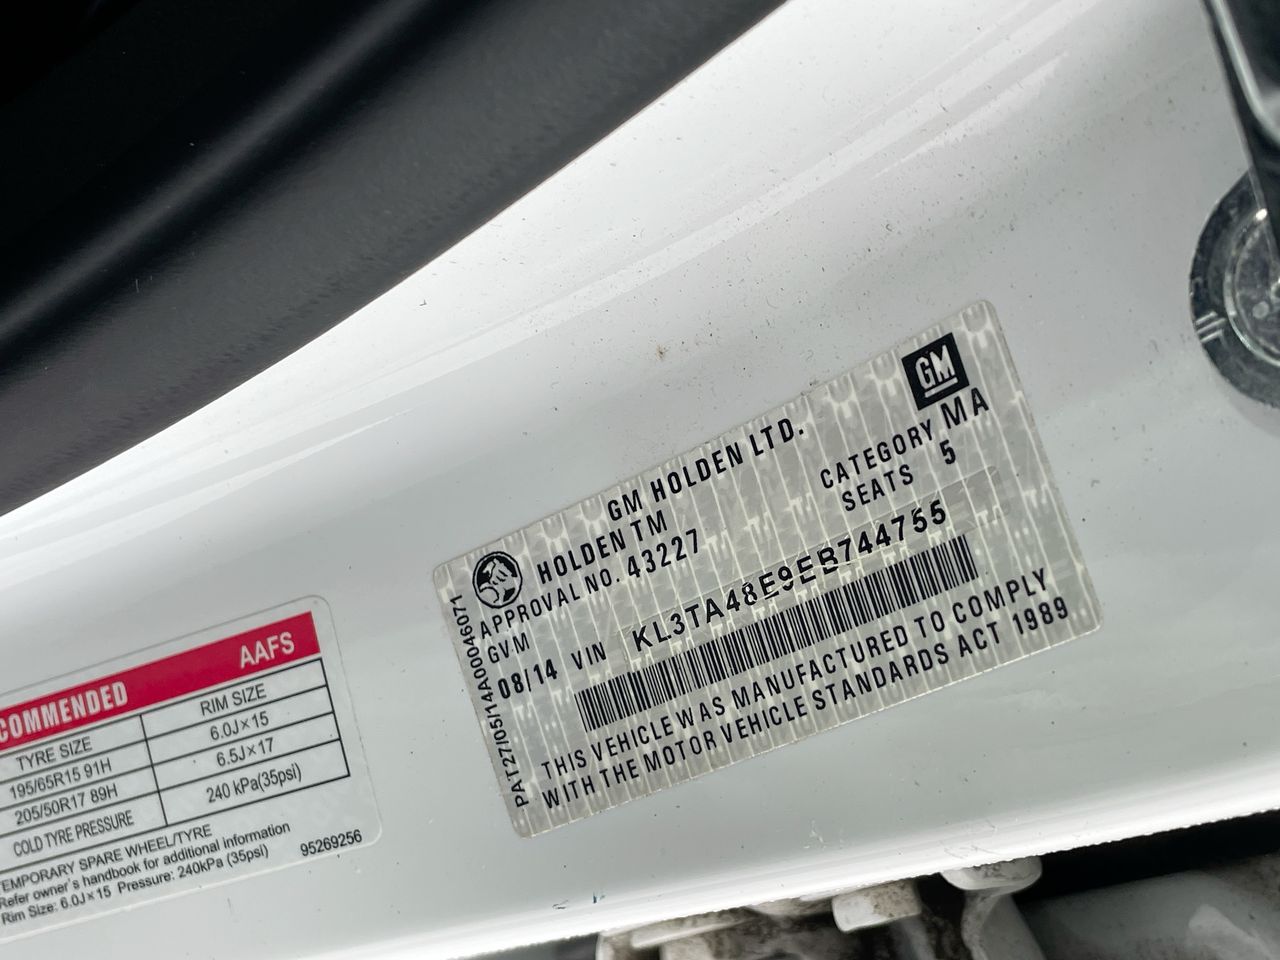 GM
GM HOLDEN LTD.
HOLDEN TM
CATEGORY MA
APPROVAL NO. 43227
SEATS 5
GVM
08/14 VIN KL3TA48E9EB744755
THIS VEHICLE WAS MANUFACTURED TO COMPLY
WITH THE MOTOR VEHICLE STANDARDS ACT 1989
PAT27/05/14A00046071
COMMENDED AAFS
TYRE SIZE RIM SIZE
195/65R15 91H 6.0J×15
205/50R17 89H 6.5J×17
COLD TYRE PRESSURE 240 kPa(35psi)
TEMPORARY SPARE WHEEL/TYRE
Refer owner's handbook for additional information
Rim Size: 6.0J×15 Pressure: 240kPa (35psi)
95269256